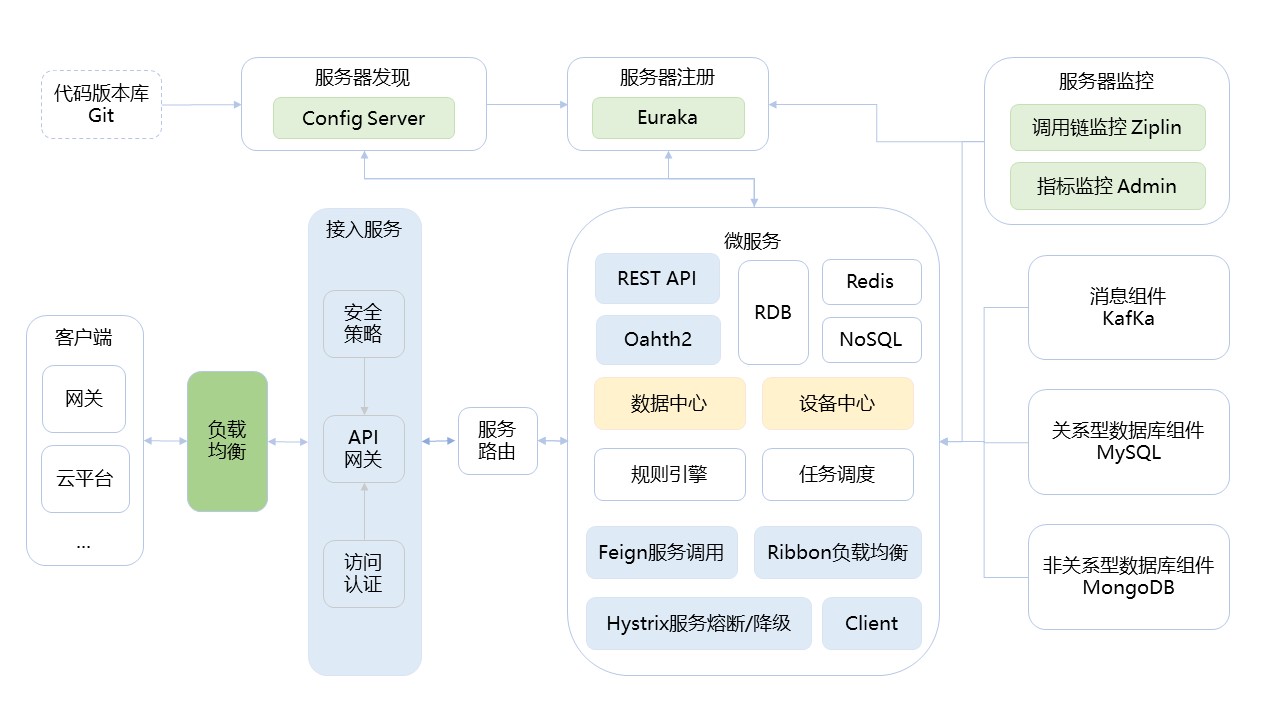 代码版本库
Git
服务器发现
Config Server
服务器注册
Euraka
服务器监控
调用链监控 Ziplin
指标监控 Admin
客户端
网关
云平台
...
负载
均衡
接入服务
安全
策略
API
网关
访问
认证
服务
路由
微服务
REST API
Oahth2
RDB
Redis
NoSQL
数据中心
设备中心
规则引擎
任务调度
Feign服务调用
Ribbon负载均衡
Hystrix服务熔断/降级
Client
消息组件
KafKa
关系型数据库组件
MySQL
非关系型数据库组件
MongoDB